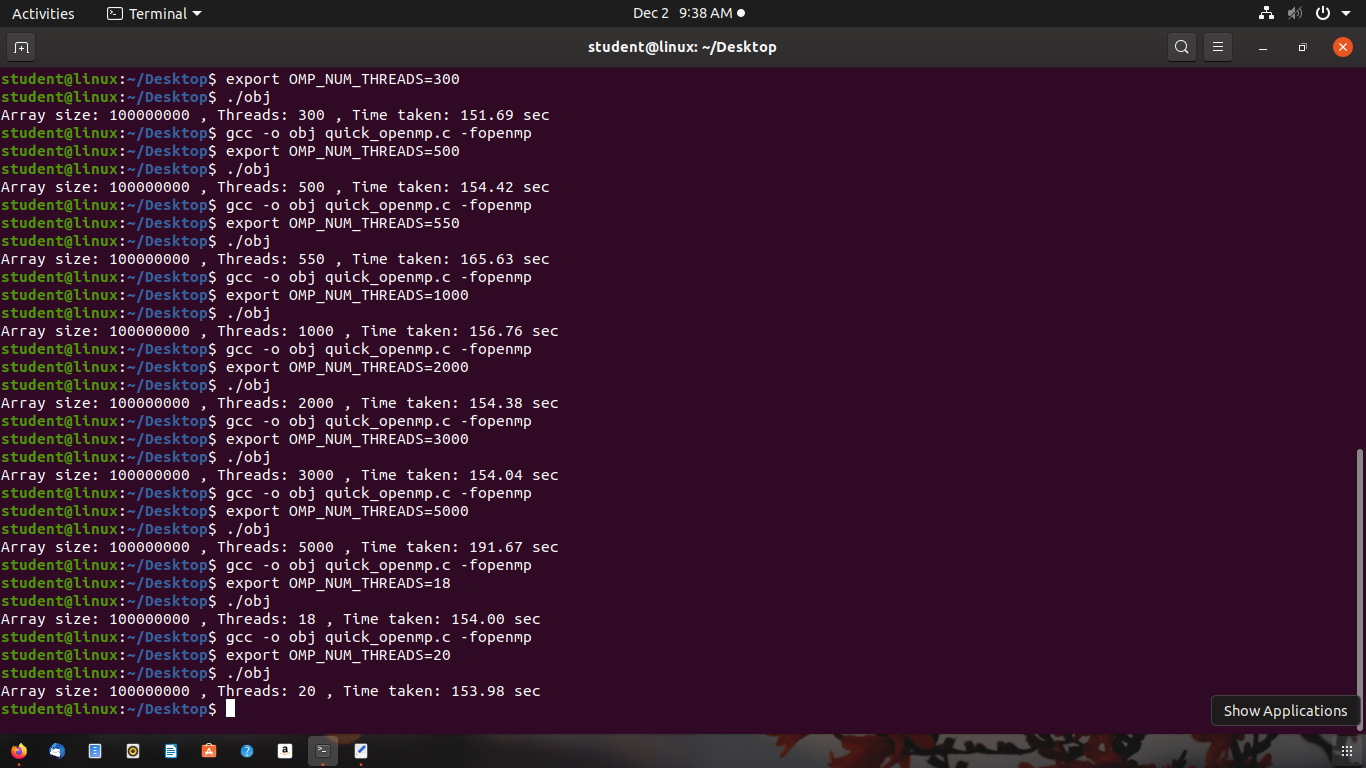 Activities Terminal Dec 2 9:38 AM
student@linux: ~/Desktop
student@linux:~/Desktop$ export OMP_NUM_THREADS=300
student@linux:~/Desktop$ ./obj
Array size: 100000000 , Threads: 300 , Time taken: 151.69 sec
student@linux:~/Desktop$ gcc -o obj quick_openmp.c -fopenmp
student@linux:~/Desktop$ export OMP_NUM_THREADS=500
student@linux:~/Desktop$ ./obj
Array size: 100000000 , Threads: 500 , Time taken: 154.42 sec
student@linux:~/Desktop$ gcc -o obj quick_openmp.c -fopenmp
student@linux:~/Desktop$ export OMP_NUM_THREADS=550
student@linux:~/Desktop$ ./obj
Array size: 100000000 , Threads: 550 , Time taken: 165.63 sec
student@linux:~/Desktop$ gcc -o obj quick_openmp.c -fopenmp
student@linux:~/Desktop$ export OMP_NUM_THREADS=1000
student@linux:~/Desktop$ ./obj
Array size: 100000000 , Threads: 1000 , Time taken: 156.76 sec
student@linux:~/Desktop$ gcc -o obj quick_openmp.c -fopenmp
student@linux:~/Desktop$ export OMP_NUM_THREADS=2000
student@linux:~/Desktop$ ./obj
Array size: 100000000 , Threads: 2000 , Time taken: 154.38 sec
student@linux:~/Desktop$ gcc -o obj quick_openmp.c -fopenmp
student@linux:~/Desktop$ export OMP_NUM_THREADS=3000
student@linux:~/Desktop$ ./obj
Array size: 100000000 , Threads: 3000 , Time taken: 154.04 sec
student@linux:~/Desktop$ gcc -o obj quick_openmp.c -fopenmp
student@linux:~/Desktop$ export OMP_NUM_THREADS=5000
student@linux:~/Desktop$ ./obj
Array size: 100000000 , Threads: 5000 , Time taken: 191.67 sec
student@linux:~/Desktop$ gcc -o obj quick_openmp.c -fopenmp
student@linux:~/Desktop$ export OMP_NUM_THREADS=18
student@linux:~/Desktop$ ./obj
Array size: 100000000 , Threads: 18 , Time taken: 154.00 sec
student@linux:~/Desktop$ gcc -o obj quick_openmp.c -fopenmp
student@linux:~/Desktop$ export OMP_NUM_THREADS=20
student@linux:~/Desktop$ ./obj
Array size: 100000000 , Threads: 20 , Time taken: 153.98 sec
student@linux:~/Desktop$
Show Applications